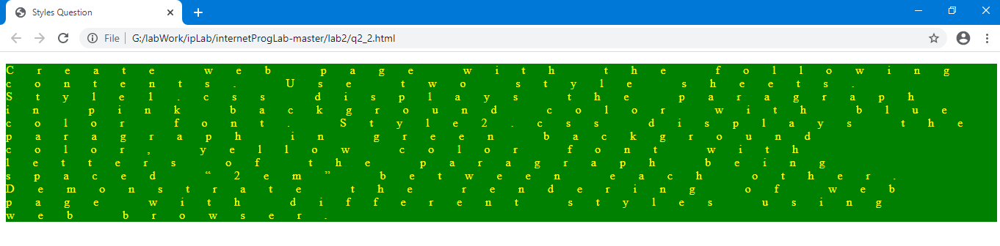 Styles Question
File | G:/labWork/ipLab/internetProgLab-master/lab2/q2_2.html
Create web page with the following
contents. Use two style sheets.
Style1.css displays the paragraph
in pink background color with blue
color font. Style2.css displays the
paragraph in green background
color, yellow color font with
letters of the paragraph being
spaced “2em” between each other.
Demonstrate the rendering of web
page with different styles using
web browser.